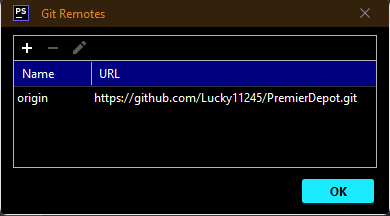 PS Git Remotes
Name URL
origin https://github.com/Lucky11245/PremierDepot.git
OK